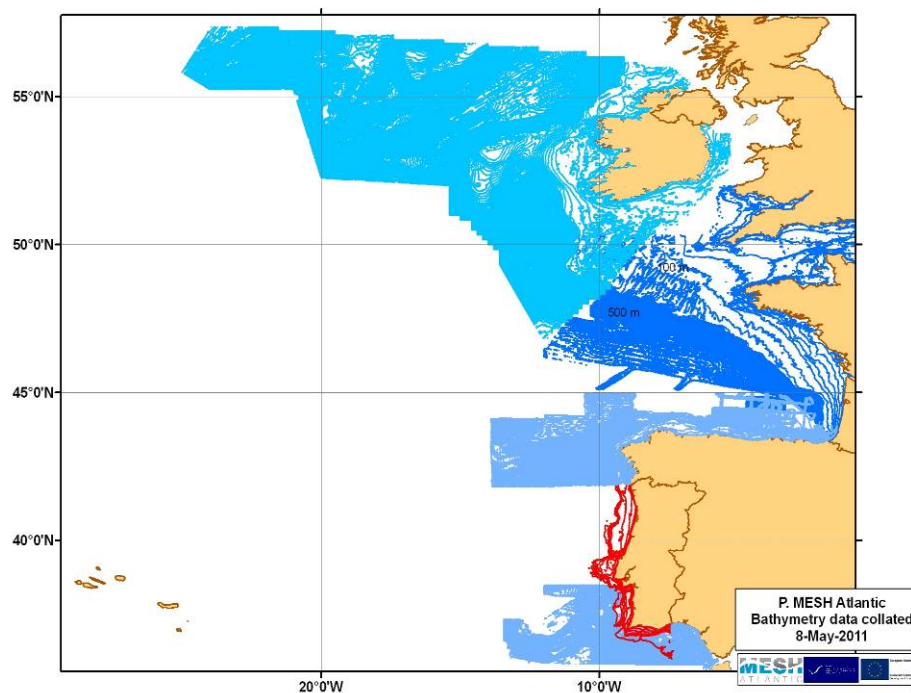 55°0'N
50°0'N
100 m
500 m
45°0'N
40°0'N
P. MESH Atlantic
Bathymetry data collated
8-May-2011
MESH
ATLANTIC
20°0'W
10°0'W